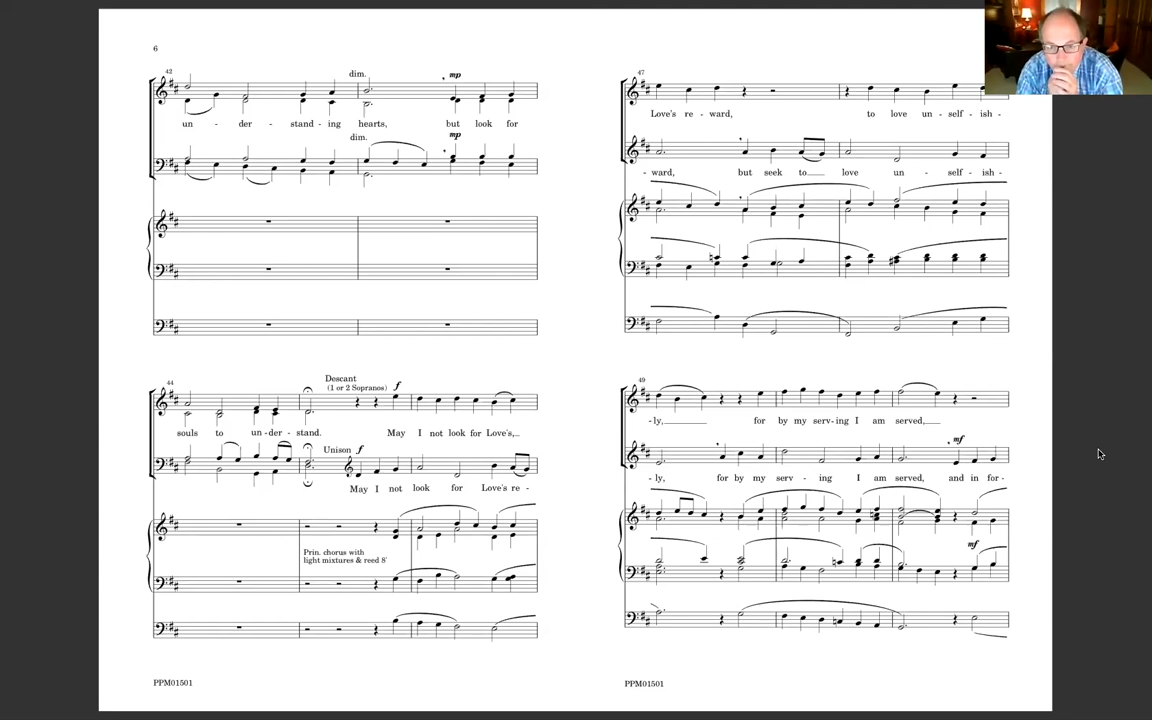 6
42
dim.
mp
un - der - stand - ing hearts, but look for
dim.
mp
44
Descant
(1 or 2 Sopranos)
f
souls to un - der - stand. May I not look for Love's,
Unison
f
May I not look for Love's re -
Prin. chorus with
light mixtures & reed 8'
PPM01501
47
Love's re - ward, to love un - self - ish -
- ward, but seek to love un - self - ish -
49
- ly, for by my serv - ing I am served,
mf
- ly, for by my serv - ing I am served, and in for -
mf
PPM01501